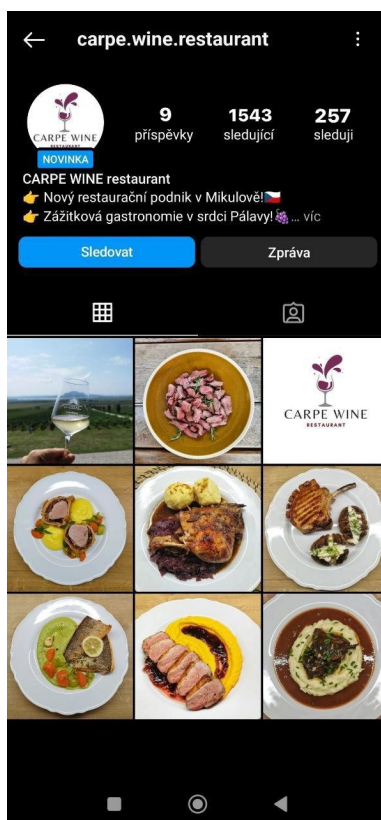 carpe.wine.restaurant
CARPE WINE
RESTAURANT
NOVINKA
9
příspěvky
1543
sledující
257
sleduji
CARPE WINE restaurant
👉 Nový restaurační podnik v Mikulově!🇨🇿
👉 Zážitková gastronomie v srdci Pálavy!🍇 ... víc
Sledovat
Zpráva
CARPE WINE
RESTAURANT